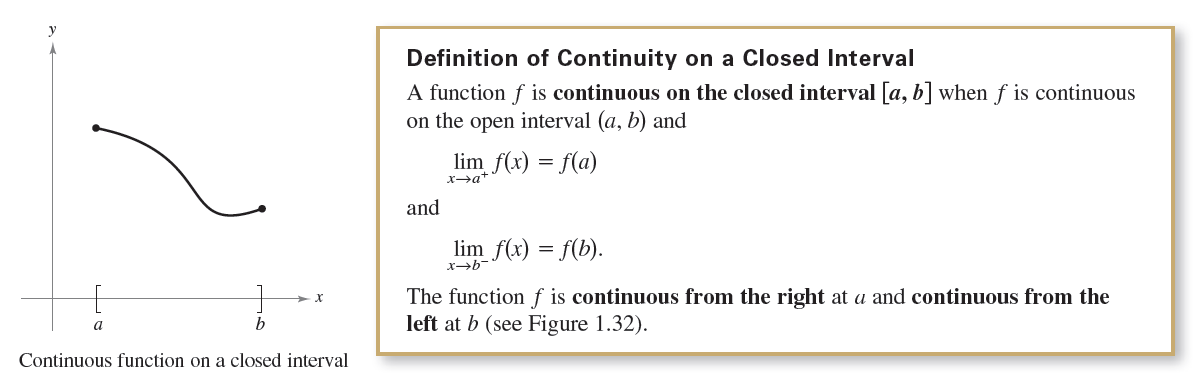 y
x
a
b
Continuous function on a closed interval
Definition of Continuity on a Closed Interval
A function f is continuous on the closed interval [a, b] when f is continuous
on the open interval (a, b) and
lim f(x) = f(a)
x→a⁺
and
lim f(x) = f(b).
x→b⁻
The function f is continuous from the right at a and continuous from the
left at b (see Figure 1.32).